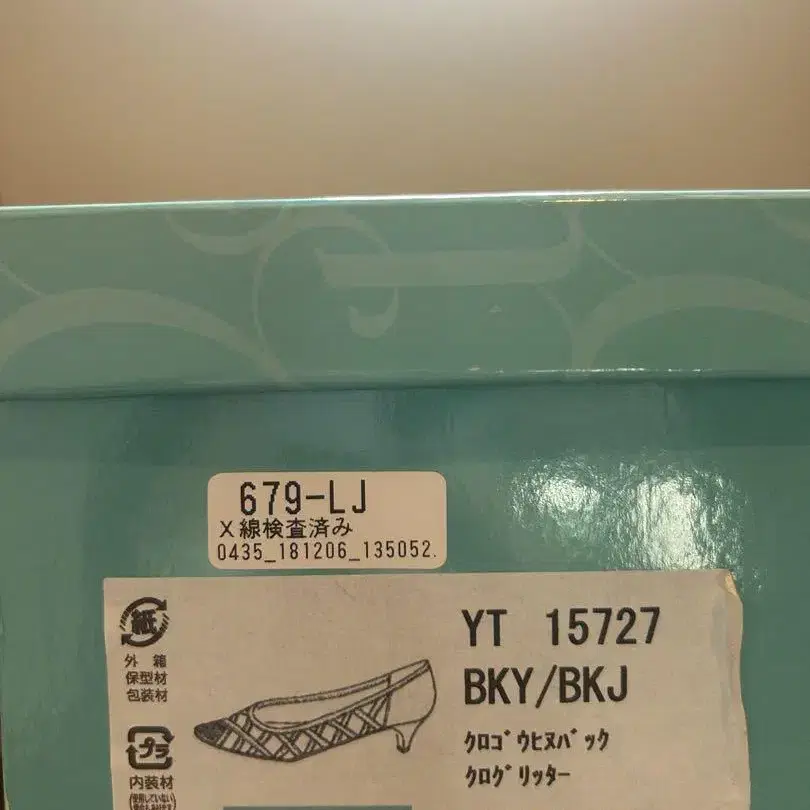 679-LJ
X線検査済み
0435_181206_135052.
紙
外箱
保型材
包装材
プラ
内装材
YT 15727
BKY/BKJ
ｸﾛｺﾞｳﾋﾇﾊﾞｯｸ
ｸﾛｸﾞﾘｯﾀｰ